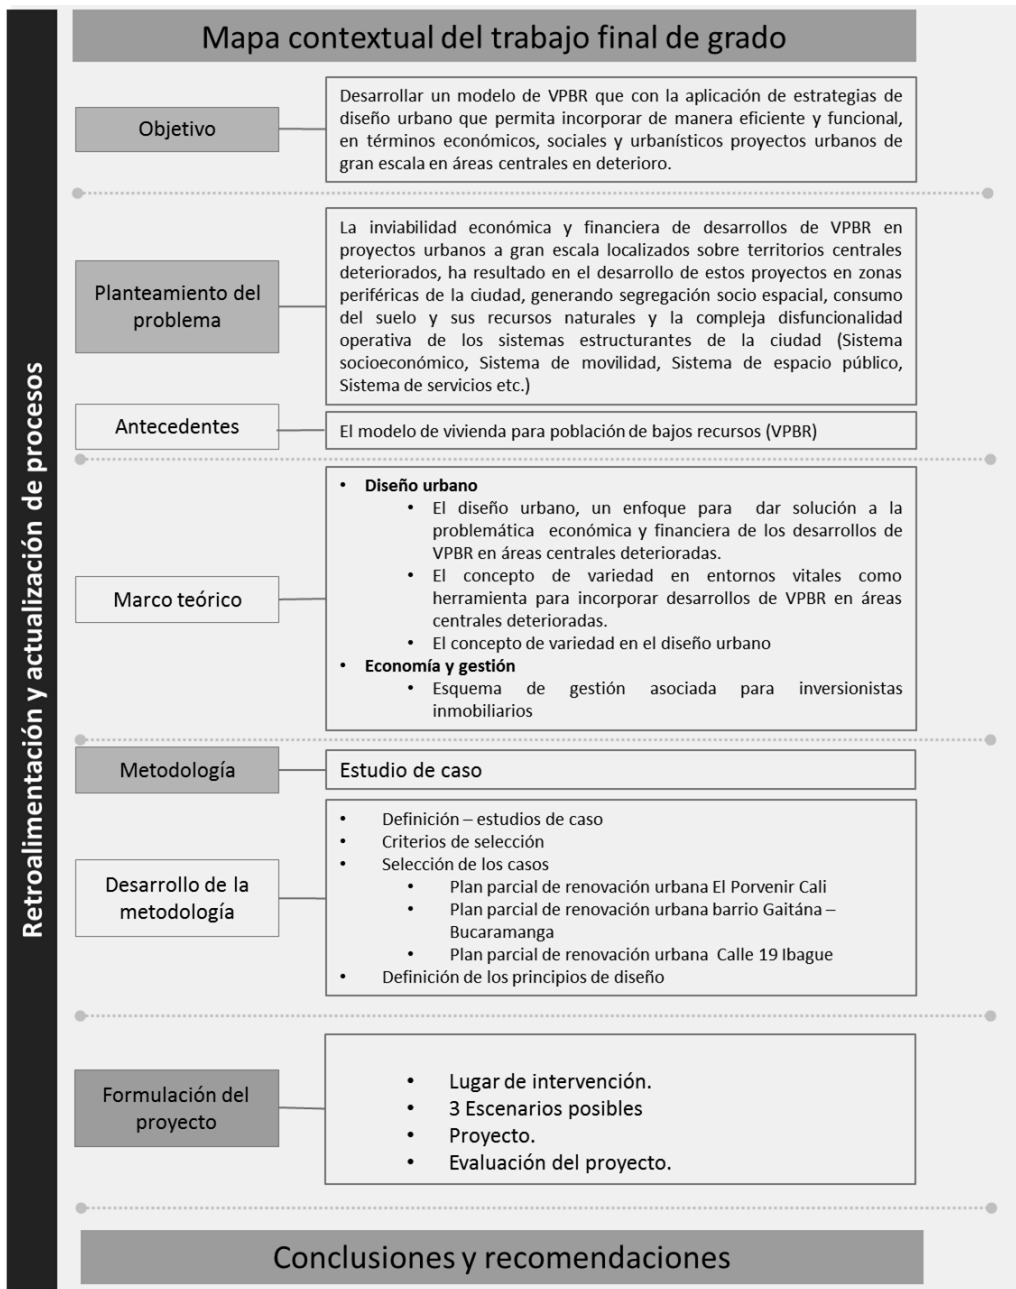 Mapa contextual del trabajo final de grado
Retroalimentación y actualización de procesos
Objetivo
Desarrollar un modelo de VPBR que con la aplicación de estrategias de
diseño urbano que permita incorporar de manera eficiente y funcional,
en términos económicos, sociales y urbanísticos proyectos urbanos de
gran escala en áreas centrales en deterioro.
Planteamiento del
problema
La inviabilidad económica y financiera de desarrollos de VPBR en
proyectos urbanos a gran escala localizados sobre territorios centrales
deteriorados, ha resultado en el desarrollo de estos proyectos en zonas
periféricas de la ciudad, generando segregación socio espacial, consumo
del suelo y sus recursos naturales y la compleja disfuncionalidad
operativa de los sistemas estructurantes de la ciudad (Sistema
socioeconómico, Sistema de movilidad, Sistema de espacio público,
Sistema de servicios etc.)
Antecedentes
El modelo de vivienda para población de bajos recursos (VPBR)
Marco teórico
• Diseño urbano
• El diseño urbano, un enfoque para dar solución a la
problemática económica y financiera de los desarrollos de
VPBR en áreas centrales deterioradas.
• El concepto de variedad en entornos vitales como
herramienta para incorporar desarrollos de VPBR en áreas
centrales deterioradas.
• El concepto de variedad en el diseño urbano
• Economía y gestión
• Esquema de gestión asociada para inversionistas
inmobiliarios
Metodología
Estudio de caso
Desarrollo de la
metodología
• Definición – estudios de caso
• Criterios de selección
• Selección de los casos
• Plan parcial de renovación urbana El Porvenir Cali
• Plan parcial de renovación urbana barrio Gaitána –
Bucaramanga
• Plan parcial de renovación urbana Calle 19 Ibague
• Definición de los principios de diseño
Formulación del
proyecto
• Lugar de intervención.
• 3 Escenarios posibles
• Proyecto.
• Evaluación del proyecto.
Conclusiones y recomendaciones